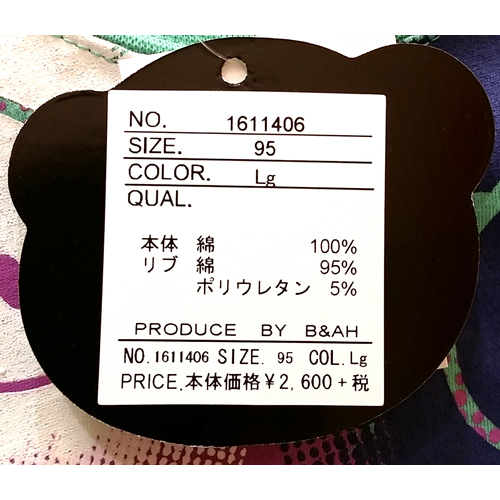 NO. 1611406
SIZE. 95
COLOR. Lg
QUAL.
本体 綿 100%
リブ 綿 95%
ポリウレタン 5%
PRODUCE BY B&AH
NO.1611406 SIZE. 95 COL.Lg
PRICE.本体価格¥2,600+税